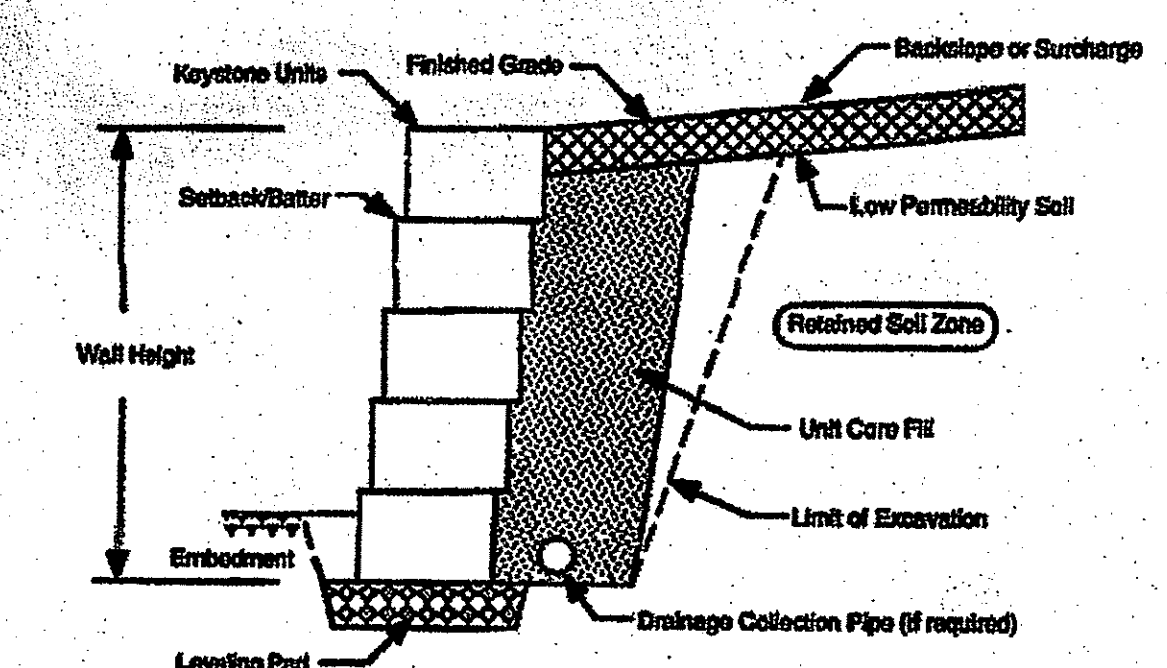 Backslope or Surcharge
Keystone Units
Finished Grade
Setback/Batter
Low Permeability Soil
Retained Soil Zone
Wall Height
Unit Core Fill
Limit of Excavation
Embedment
Drainage Collection Pipe (if required)
Leveling Pad